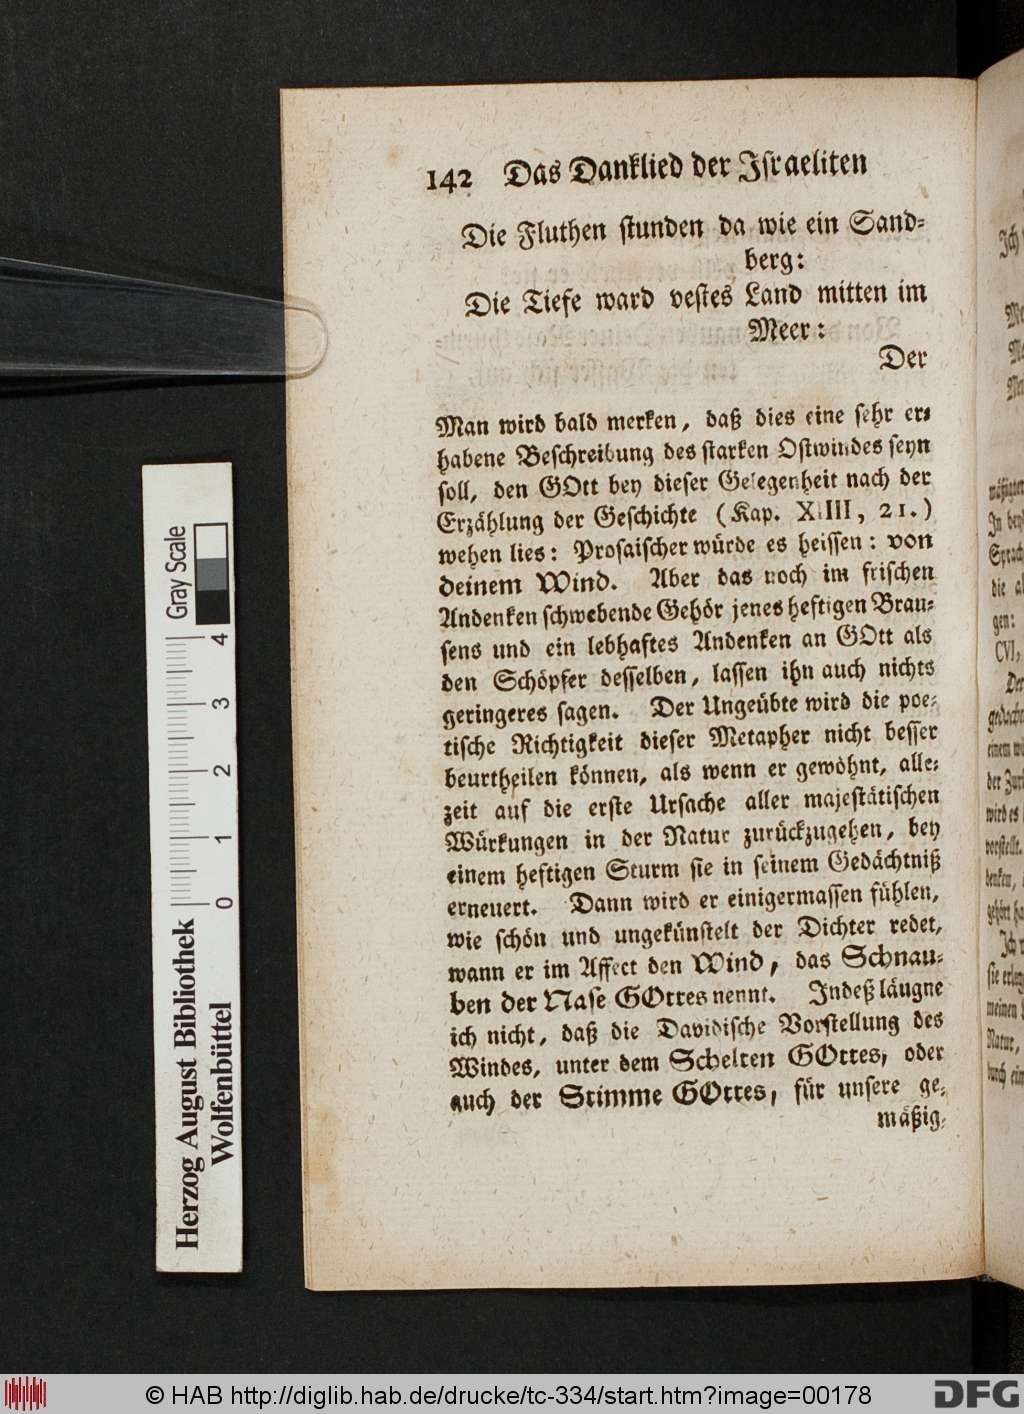 142 Das Danklied der Israeliten
Die Fluthen stunden da wie ein Sand-
berg:
Die Tiefe ward vestes Land mitten im
Meer:
Der
Man wird bald merken, daß dies eine sehr er-
habene Beschreibung des starken Ostwindes seyn
soll, den GOtt bey dieser Gelegenheit nach der
Erzählung der Geschichte (Kap. XIIII, 21.)
wehen lies: Prosaischer würde es heissen: von
deinem Wind. Aber das noch im frischen
Andenken schwebende Gehör jenes heftigen Brau-
sens und ein lebhaftes Andenken an GOtt als
den Schöpfer desselben, lassen ihn auch nichts
geringeres sagen. Der Ungeübte wird die poe-
tische Richtigkeit dieser Metapher nicht besser
beurtheilen können, als wenn er gewöhnt, alle-
zeit auf die erste Ursache aller majestätischen
Würkungen in der Natur zurückzugehen, bey
einem heftigen Sturm sie in seinem Gedächtniß
erneuert. Dann wird er einigermassen fühlen,
wie schön und ungekünstelt der Dichter redet,
wann er im Affect den Wind, das Schnau-
ben der Nase GOttes nennt. Indeß läugne
ich nicht, daß die Davidische Vorstellung des
Windes, unter dem Schelten GOttes, oder
auch der Stimme GOttes, für unsere ge-
mäßig-
Gray Scale
0 1 2 3 4
Herzog August Bibliothek
Wolfenbüttel
© HAB http://diglib.hab.de/drucke/tc-334/start.htm?image=00178
DFG